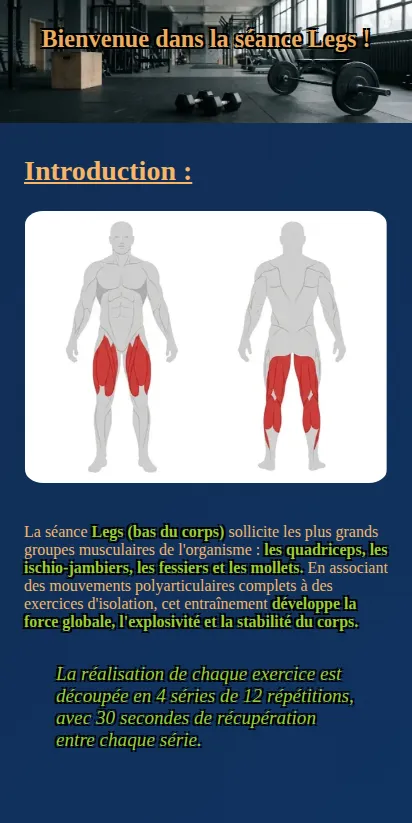 Bienvenue dans la séance Legs !
Introduction :
La séance Legs (bas du corps) sollicite les plus grands
groupes musculaires de l'organisme : les quadriceps, les
ischio-jambiers, les fessiers et les mollets. En associant
des mouvements polyarticulaires complets à des
exercices d'isolation, cet entraînement développe la
force globale, l'explosivité et la stabilité du corps.
La réalisation de chaque exercice est
découpée en 4 séries de 12 répétitions,
avec 30 secondes de récupération
entre chaque série.